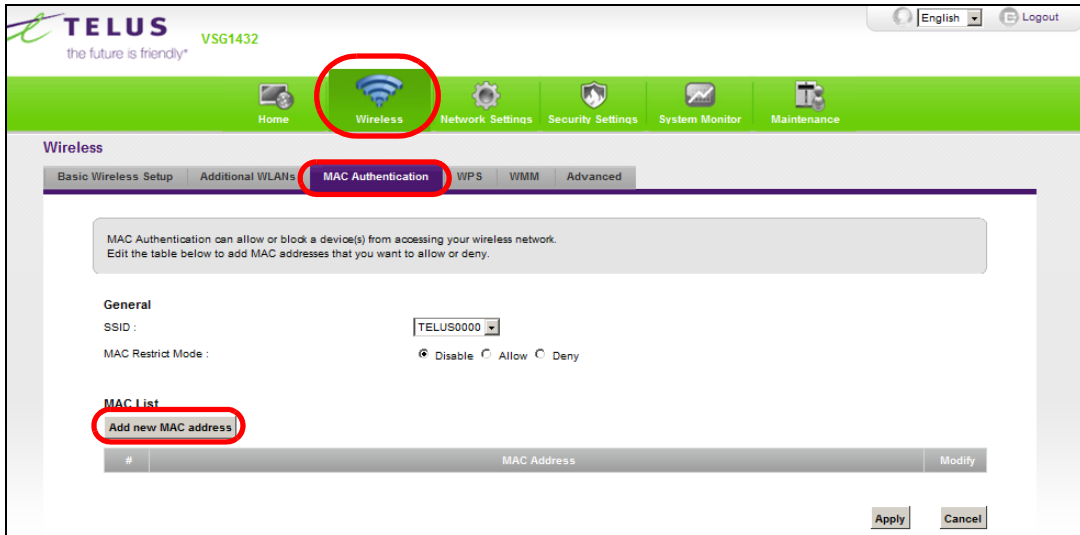 TELUS
the future is friendly*
VSG1432
English
Logout
Home
Wireless
Network Settings
Security Settings
System Monitor
Maintenance
Wireless
Basic Wireless Setup
Additional WLANs
MAC Authentication
WPS
WMM
Advanced
MAC Authentication can allow or block a device(s) from accessing your wireless network.
Edit the table below to add MAC addresses that you want to allow or deny.
General
SSID :
TELUS0000
MAC Restrict Mode :
Disable
Allow
Deny
MAC List
Add new MAC address
#
MAC Address
Modify
Apply
Cancel